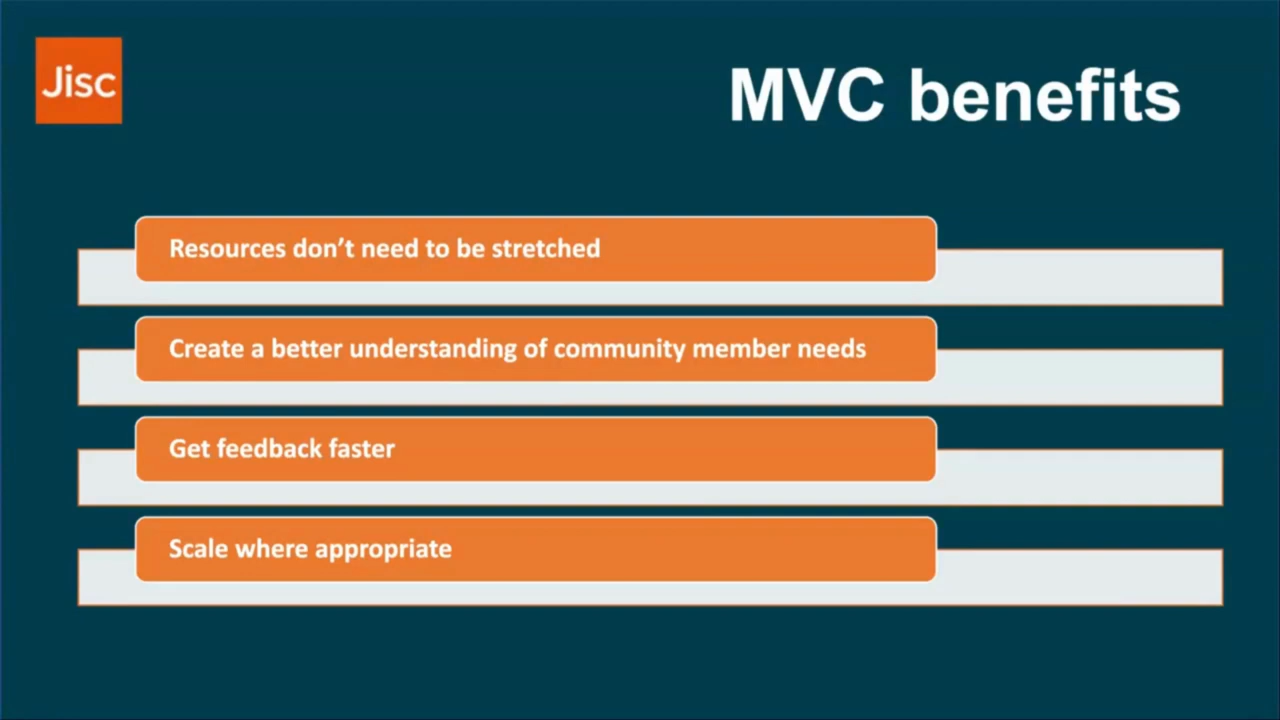 Jisc
MVC benefits
Resources don’t need to be stretched
Create a better understanding of community member needs
Get feedback faster
Scale where appropriate